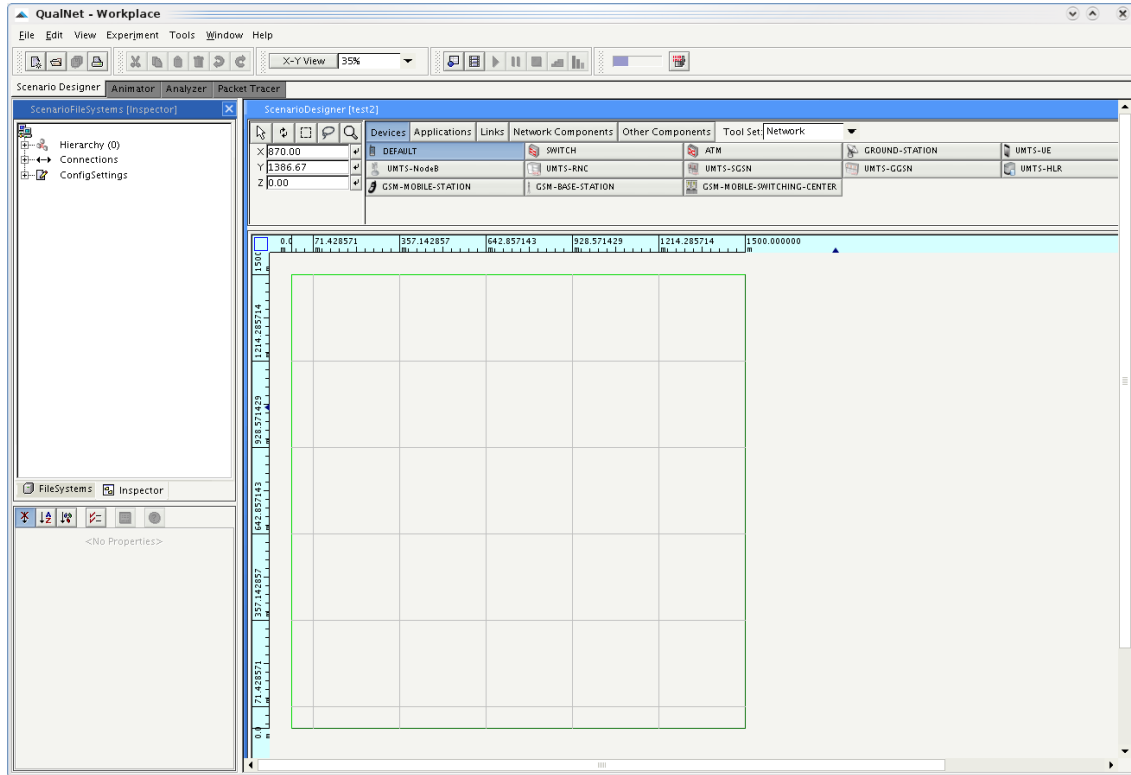 QualNet - Workplace
File Edit View Experiment Tools Window Help
X-Y View 35%
Scenario Designer Animator Analyzer Packet Tracer
ScenarioFileSystems [Inspector]
Hierarchy (0)
Connections
ConfigSettings
FileSystems Inspector
<No Properties>
ScenarioDesigner [test2]
Devices Applications Links Network Components Other Components Tool Set: Network
X 870.00
Y 1386.67
Z 0.00
DEFAULT SWITCH ATM GROUND-STATION UMTS-UE
UMTS-NodeB UMTS-RNC UMTS-SGSN UMTS-GGSN UMTS-HLR
GSM-MOBILE-STATION GSM-BASE-STATION GSM-MOBILE-SWITCHING-CENTER
0.0 71.428571 357.142857 642.857143 928.571429 1214.285714 1500.000000
m m m m m m m
1500
1214.285714
928.571429
642.857143
357.142857
71.428571
0.0